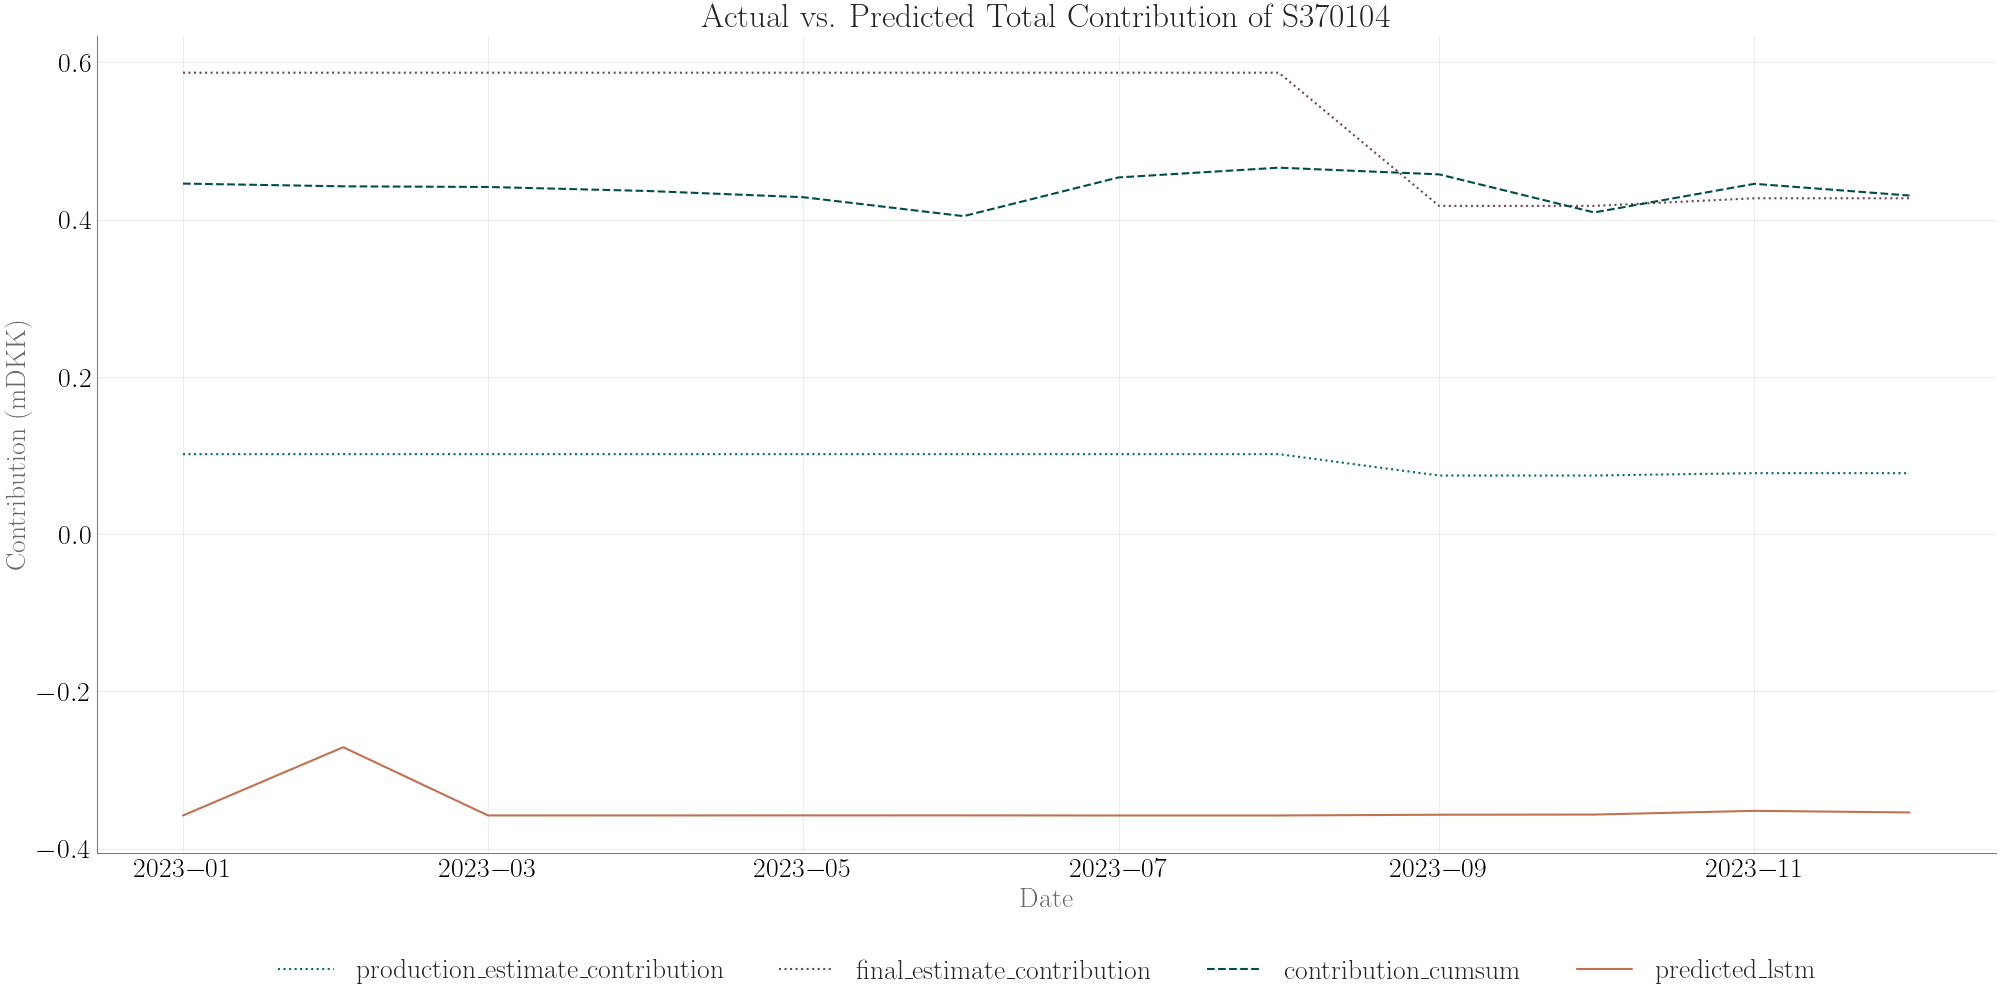 Actual vs. Predicted Total Contribution of S370104
Contribution (mDKK)
0.6
0.4
0.2
0.0
−0.2
−0.4
2023−01 2023−03 2023−05 2023−07 2023−09 2023−11
Date
production_estimate_contribution final_estimate_contribution contribution_cumsum predicted_lstm